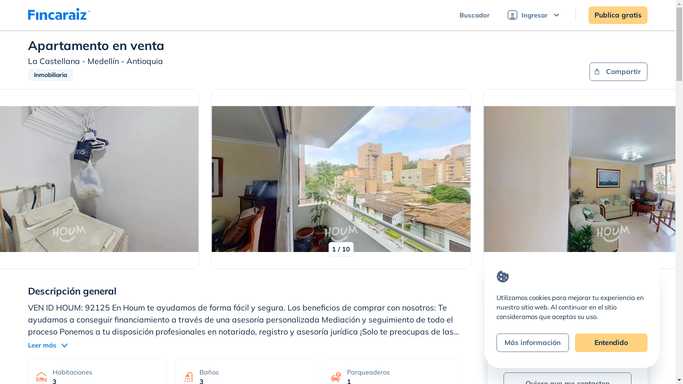 Fincaraiz
Buscador
Ingresar
Publica gratis
Apartamento en venta
La Castellana - Medellín - Antioquia
Inmobiliaria
Compartir
HOUM
HOUM
HOUM
1 / 10
Descripción general
VEN ID HOUM: 92125 En Houm te ayudamos de forma fácil y segura. Los beneficios de comprar con nosotros: Te
ayudamos a conseguir financiamiento a través de una asesoría personalizada Mediación y seguimiento de todo el
proceso Ponemos a tu disposición profesionales en notariado, registro y asesoría jurídica ¡Solo te preocupas de las...
Leer más
Habitaciones
3
Baños
3
Parqueaderos
1
Utilizamos cookies para mejorar tu experiencia en
nuestro sitio web. Al continuar en el sitio
consideramos que aceptas su uso.
Más información
Entendido
Quiero que me contacten